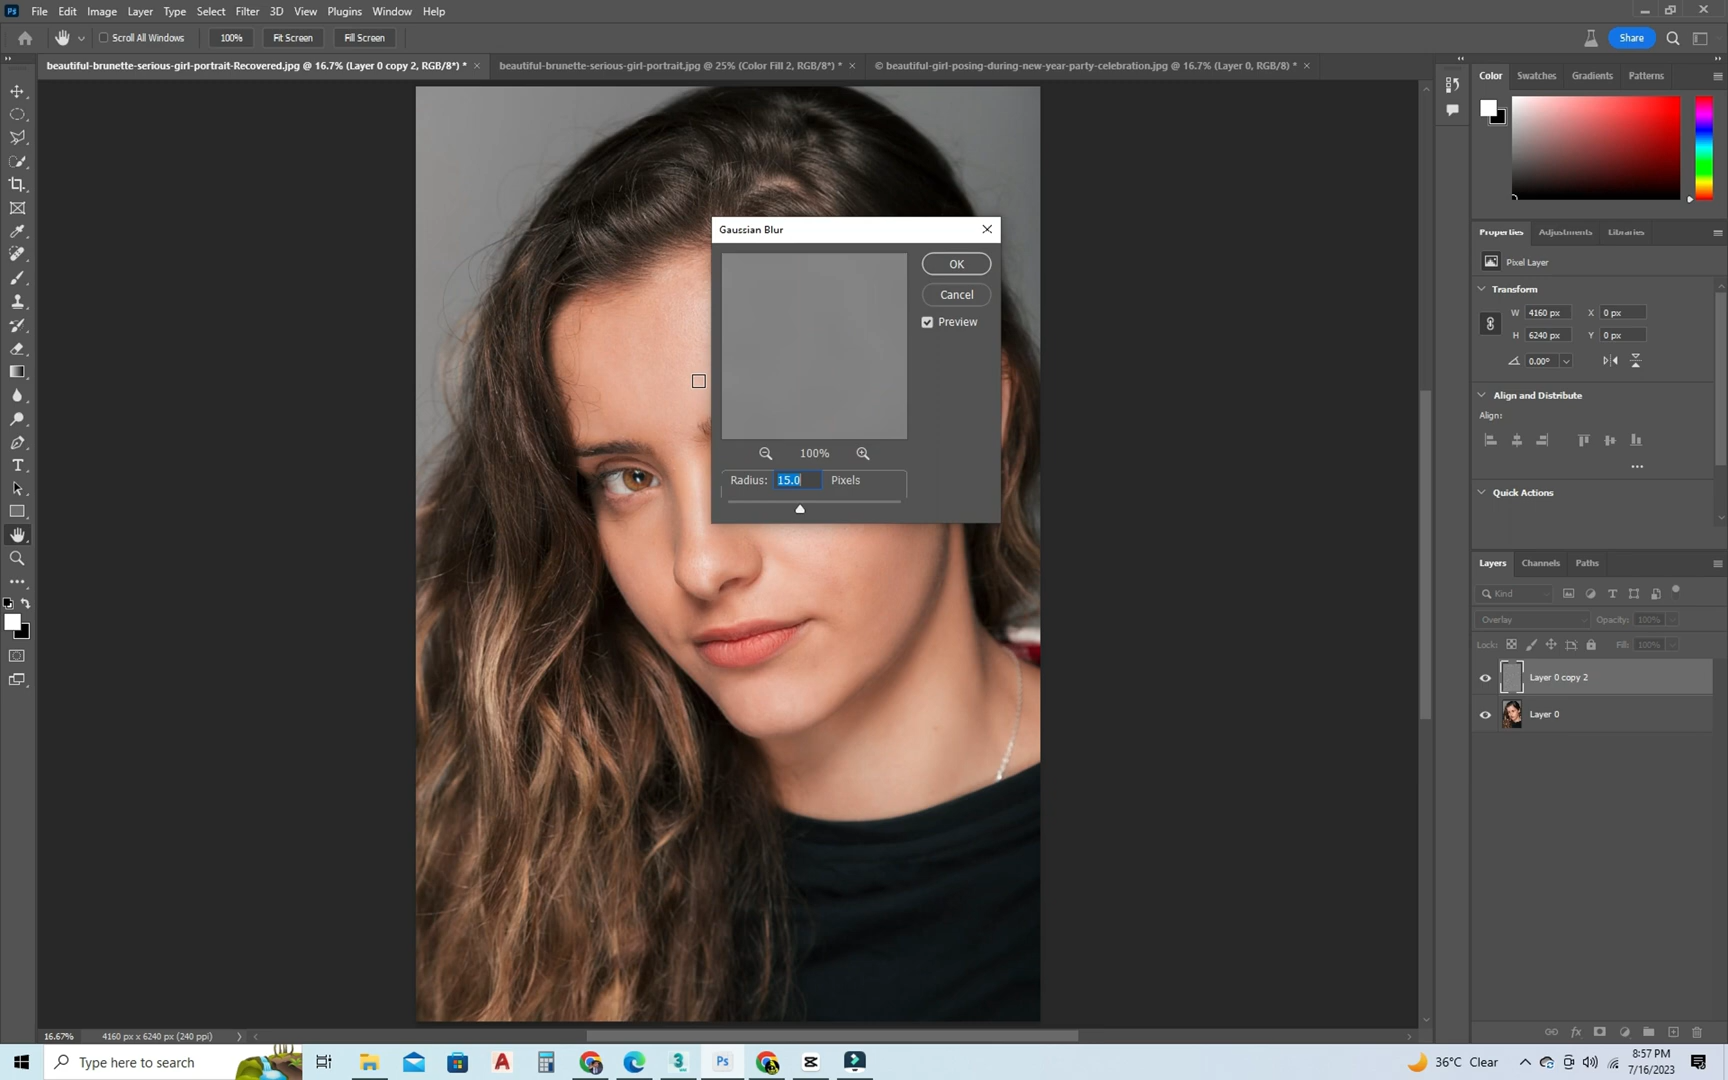 Ps File Edit Image Layer Type Select Filter 3D View Plugins Window Help
Scroll All Windows 100% Fit Screen Fill Screen Share
beautiful-brunette-serious-girl-portrait-Recovered.jpg @ 16.7% (Layer 0 copy 2, RGB/8*) * × beautiful-brunette-serious-girl-portrait.jpg @ 25% (Color Fill 2, RGB/8*) * × © beautiful-girl-posing-during-new-year-party-celebration.jpg @ 16.7% (Layer 0, RGB/8) * ×
Color Swatches Gradients Patterns
Gaussian Blur
OK
Cancel
Preview
100%
Radius: 15.0 Pixels
Properties Adjustments Libraries
Pixel Layer
Transform
W 4160 px X 0 px
H 6240 px Y 0 px
0.00°
Align and Distribute
Align:
Quick Actions
Layers Channels Paths
Kind
Overlay Opacity: 100%
Lock: Fill: 100%
Layer 0 copy 2
Layer 0
16.67% 4160 px x 6240 px (240 ppi)
Type here to search
36°C Clear
8:57 PM
7/16/2023